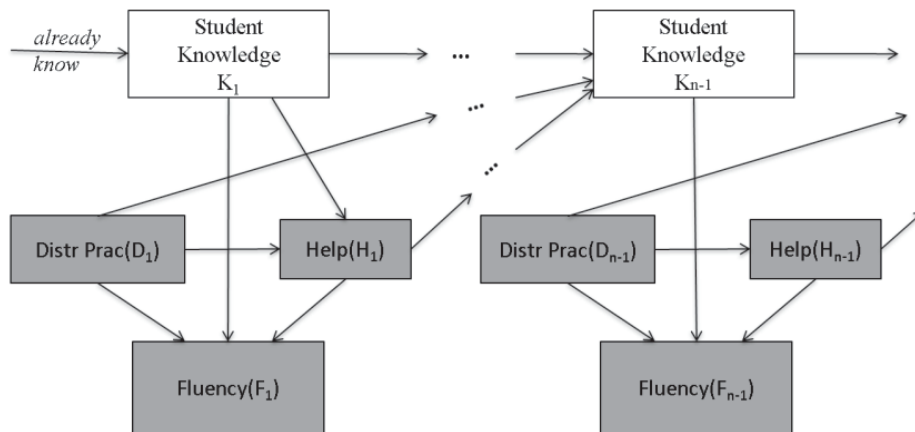 already
know
Student
Knowledge
K1
...
Student
Knowledge
Kn-1
...
...
Distr Prac(D1)
Help(H1)
Distr Prac(Dn-1)
Help(Hn-1)
Fluency(F1)
Fluency(Fn-1)